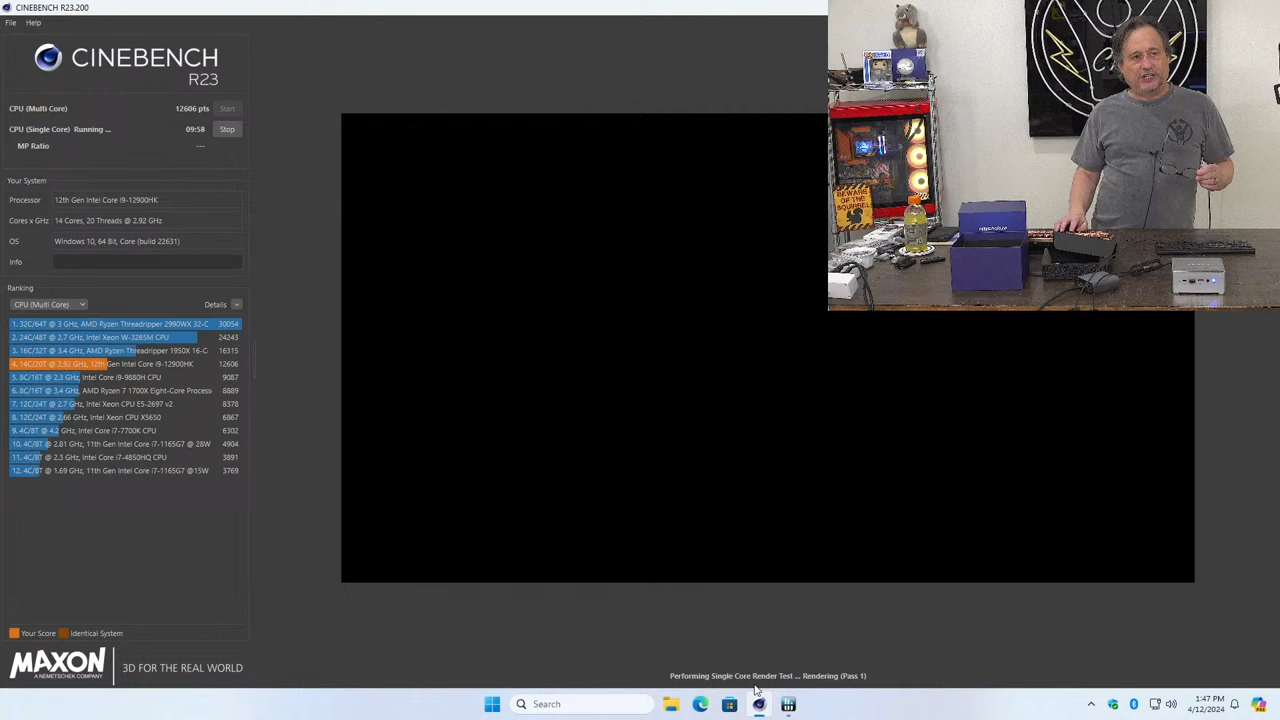 CINEBENCH R23.200
File Help
CINEBENCH
R23
CPU (Multi Core) 12606 pts Start
CPU (Single Core) Running ... 09:58 Stop
MP Ratio ---
Your System
Processor 12th Gen Intel Core i9-12900HK
Cores x GHz 14 Cores, 20 Threads @ 2.92 GHz
OS Windows 10, 64 Bit, Core (build 22631)
Info
Ranking
CPU (Multi Core) Details
1. 32C/64T @ 3 GHz, AMD Ryzen Threadripper 2990WX 32-C 30054
2. 24C/48T @ 2.7 GHz, Intel Xeon W-3265M CPU 24243
3. 16C/32T @ 3.4 GHz, AMD Ryzen Threadripper 1950X 16-C 16315
4. 14C/20T @ 2.92 GHz, 12th Gen Intel Core i9-12900HK 12606
5. 8C/16T @ 2.3 GHz, Intel Core i9-9880H CPU 9087
6. 8C/16T @ 3.4 GHz, AMD Ryzen 7 1700X Eight-Core Process 8889
7. 12C/24T @ 2.7 GHz, Intel Xeon CPU E5-2697 v2 8378
8. 12C/24T @ 2.66 GHz, Intel Xeon CPU X5650 6867
9. 4C/8T @ 4.2 GHz, Intel Core i7-7700K CPU 6302
10. 4C/8T @ 2.81 GHz, 11th Gen Intel Core i7-1165G7 @ 28W 4904
11. 4C/8T @ 2.3 GHz, Intel Core i7-4850HQ CPU 3891
12. 4C/8T @ 1.69 GHz, 11th Gen Intel Core i7-1165G7 @15W 3769
Your Score Identical System
MAXON 3D FOR THE REAL WORLD
A NEMETSCHEK COMPANY
Performing Single Core Render Test ... Rendering (Pass 1)
BEWARE OF
THE SQUIRREL
Search
1:47 PM
4/12/2024